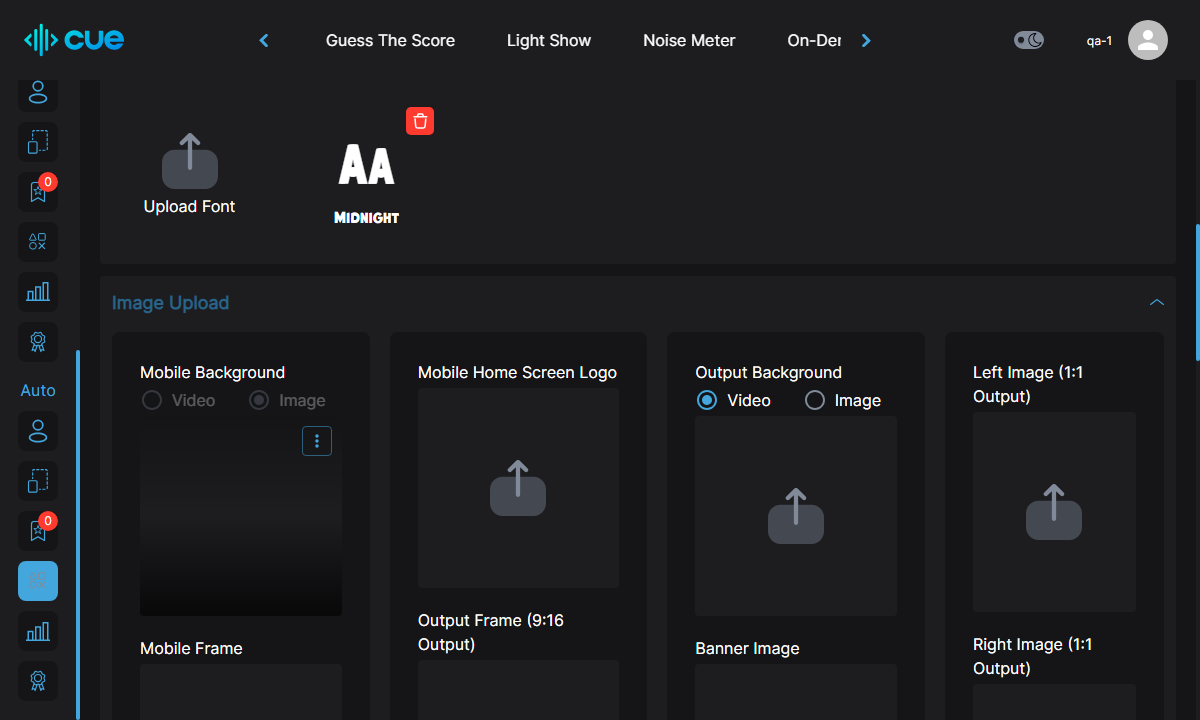 cue
Guess The Score
Light Show
Noise Meter
On-Der
qa-1
0
Auto
0
Upload Font
AA
MIDNIGHT
Image Upload
Mobile Background
Video
Image
Mobile Frame
Mobile Home Screen Logo
Output Frame (9:16
Output)
Output Background
Video
Image
Banner Image
Left Image (1:1
Output)
Right Image (1:1
Output)